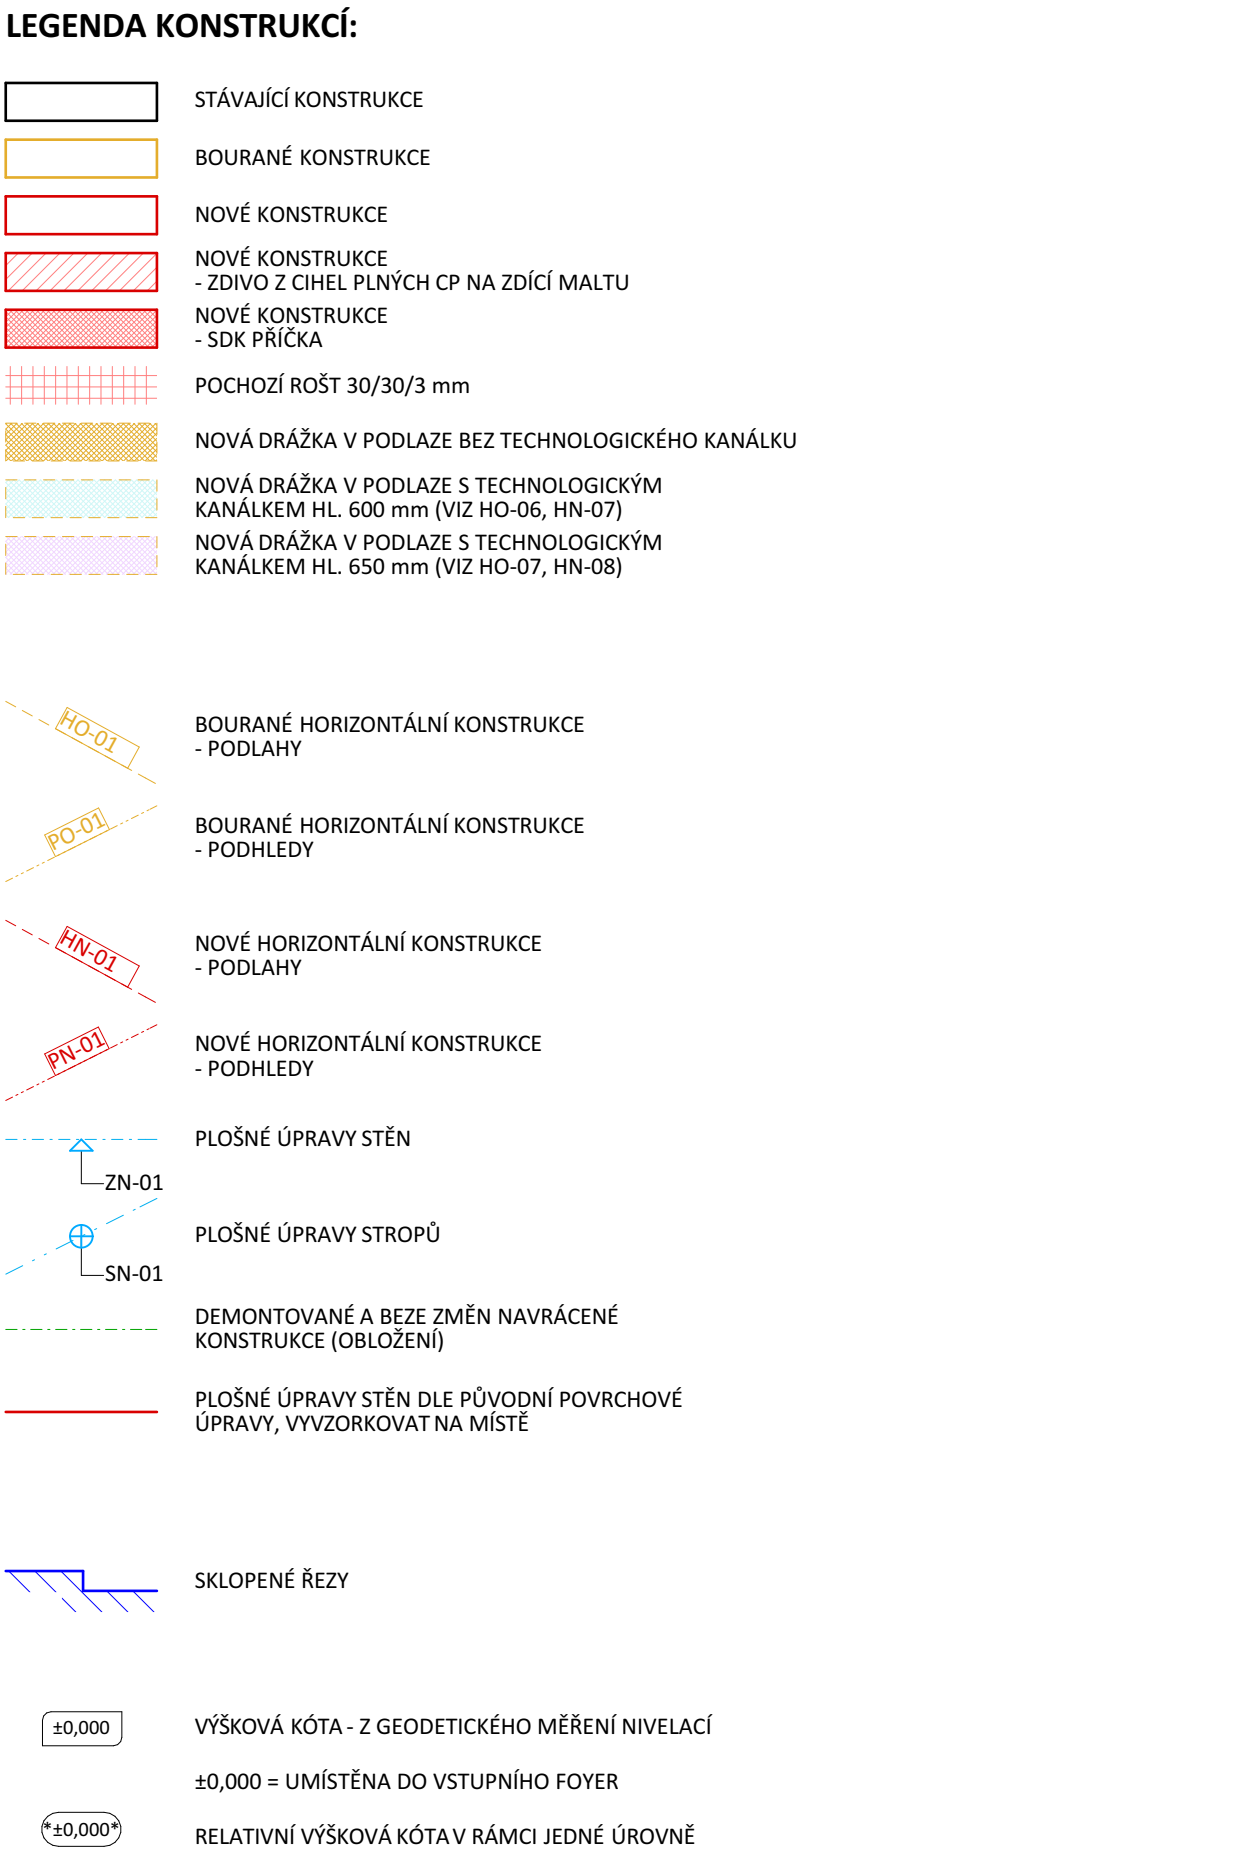 LEGENDA KONSTRUKCÍ:
STÁVAJÍCÍ KONSTRUKCE
BOURANÉ KONSTRUKCE
NOVÉ KONSTRUKCE
NOVÉ KONSTRUKCE
- ZDIVO Z CIHEL PLNÝCH CP NA ZDÍCÍ MALTU
NOVÉ KONSTRUKCE
- SDK PŘÍČKA
POCHOZÍ ROŠT 30/30/3 mm
NOVÁ DRÁŽKA V PODLAZE BEZ TECHNOLOGICKÉHO KANÁLKU
NOVÁ DRÁŽKA V PODLAZE S TECHNOLOGICKÝM
KANÁLKEM HL. 600 mm (VIZ HO-06, HN-07)
NOVÁ DRÁŽKA V PODLAZE S TECHNOLOGICKÝM
KANÁLKEM HL. 650 mm (VIZ HO-07, HN-08)
HO-01
BOURANÉ HORIZONTÁLNÍ KONSTRUKCE
- PODLAHY
PO-01
BOURANÉ HORIZONTÁLNÍ KONSTRUKCE
- PODHLEDY
HN-01
NOVÉ HORIZONTÁLNÍ KONSTRUKCE
- PODLAHY
PN-01
NOVÉ HORIZONTÁLNÍ KONSTRUKCE
- PODHLEDY
PLOŠNÉ ÚPRAVY STĚN
ZN-01
PLOŠNÉ ÚPRAVY STROPŮ
SN-01
DEMONTOVANÉ A BEZE ZMĚN NAVRÁCENÉ
KONSTRUKCE (OBLOŽENÍ)
PLOŠNÉ ÚPRAVY STĚN DLE PŮVODNÍ POVRCHOVÉ
ÚPRAVY, VYVZORKOVAT NA MÍSTĚ
SKLOPENÉ ŘEZY
±0,000
VÝŠKOVÁ KÓTA - Z GEODETICKÉHO MĚŘENÍ NIVELACÍ
±0,000 = UMÍSTĚNA DO VSTUPNÍHO FOYER
*±0,000*
RELATIVNÍ VÝŠKOVÁ KÓTA V RÁMCI JEDNÉ ÚROVNĚ